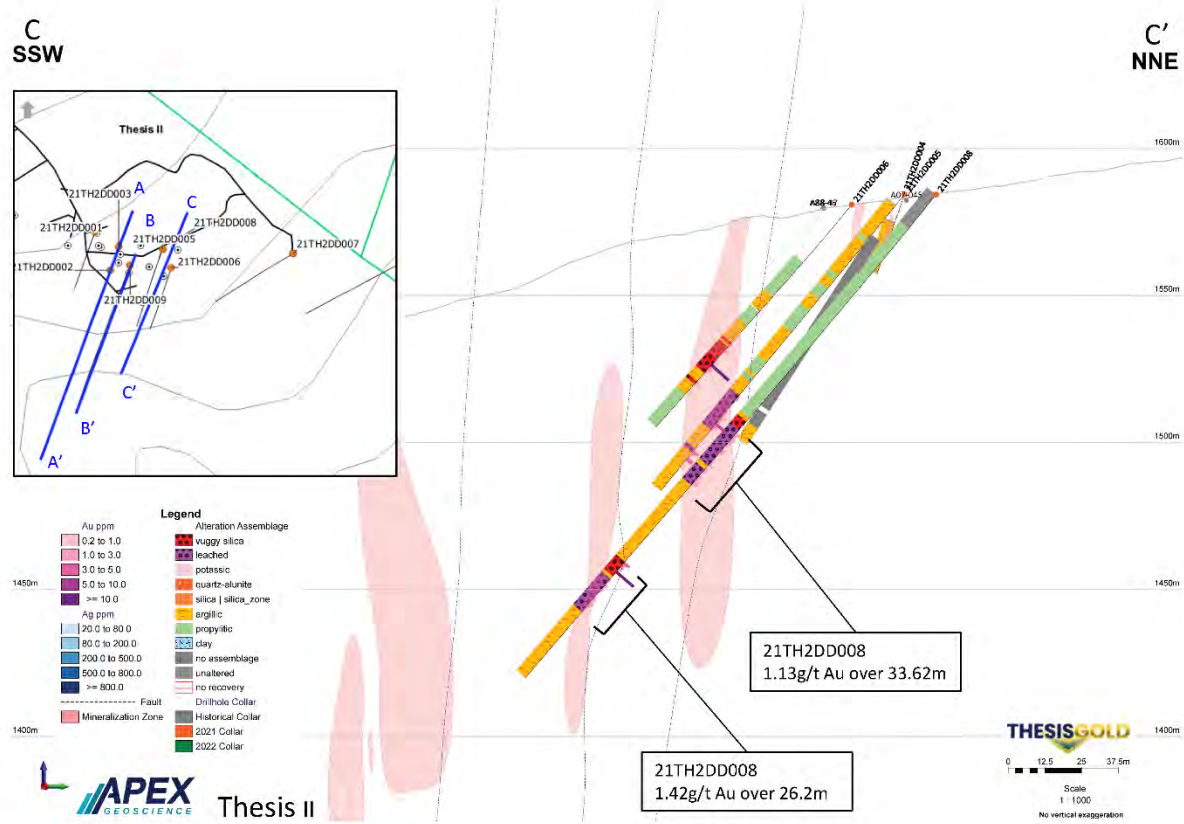 C
SSW
C'
NNE
Thesis II
21TH2DD003
A
B
C
21TH2DD001
21TH2DD005
21TH2DD008
21TH2DD007
21TH2DD002
21TH2DD006
21TH2DD009
C'
B'
A'
1600m
1550m
1500m
1450m
1400m
A88-46
21TH2DD006
21TH2DD004
21TH2DD005
21TH2DD008
Legend
Au ppm
0.2 to 1.0
1.0 to 3.0
3.0 to 5.0
5.0 to 10.0
>= 10.0
Ag ppm
20.0 to 80.0
80.0 to 200.0
200.0 to 500.0
500.0 to 800.0
>= 800.0
Fault
Mineralization Zone
Alteration Assemblage
vuggy silica
leached
potassic
quartz-alunite
silica | silica_zone
argillic
propylitic
clay
no assemblage
unaltered
no recovery
Drillhole Collar
Historical Collar
2021 Collar
2022 Collar
21TH2DD008
1.13g/t Au over 33.62m
21TH2DD008
1.42g/t Au over 26.2m
APEX
GEOSCIENCE
Thesis II
THESISGOLD
0 12.5 25 37.5m
Scale
1:1000
No vertical exaggeration